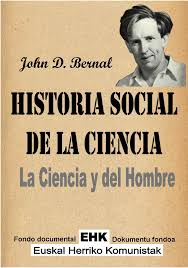 John D. Bernal
HISTORIA SOCIAL
DE LA CIENCIA
La Ciencia y del Hombre
Fondo documental EHK Dokumentu fondoa
Euskal Herriko Komunistak